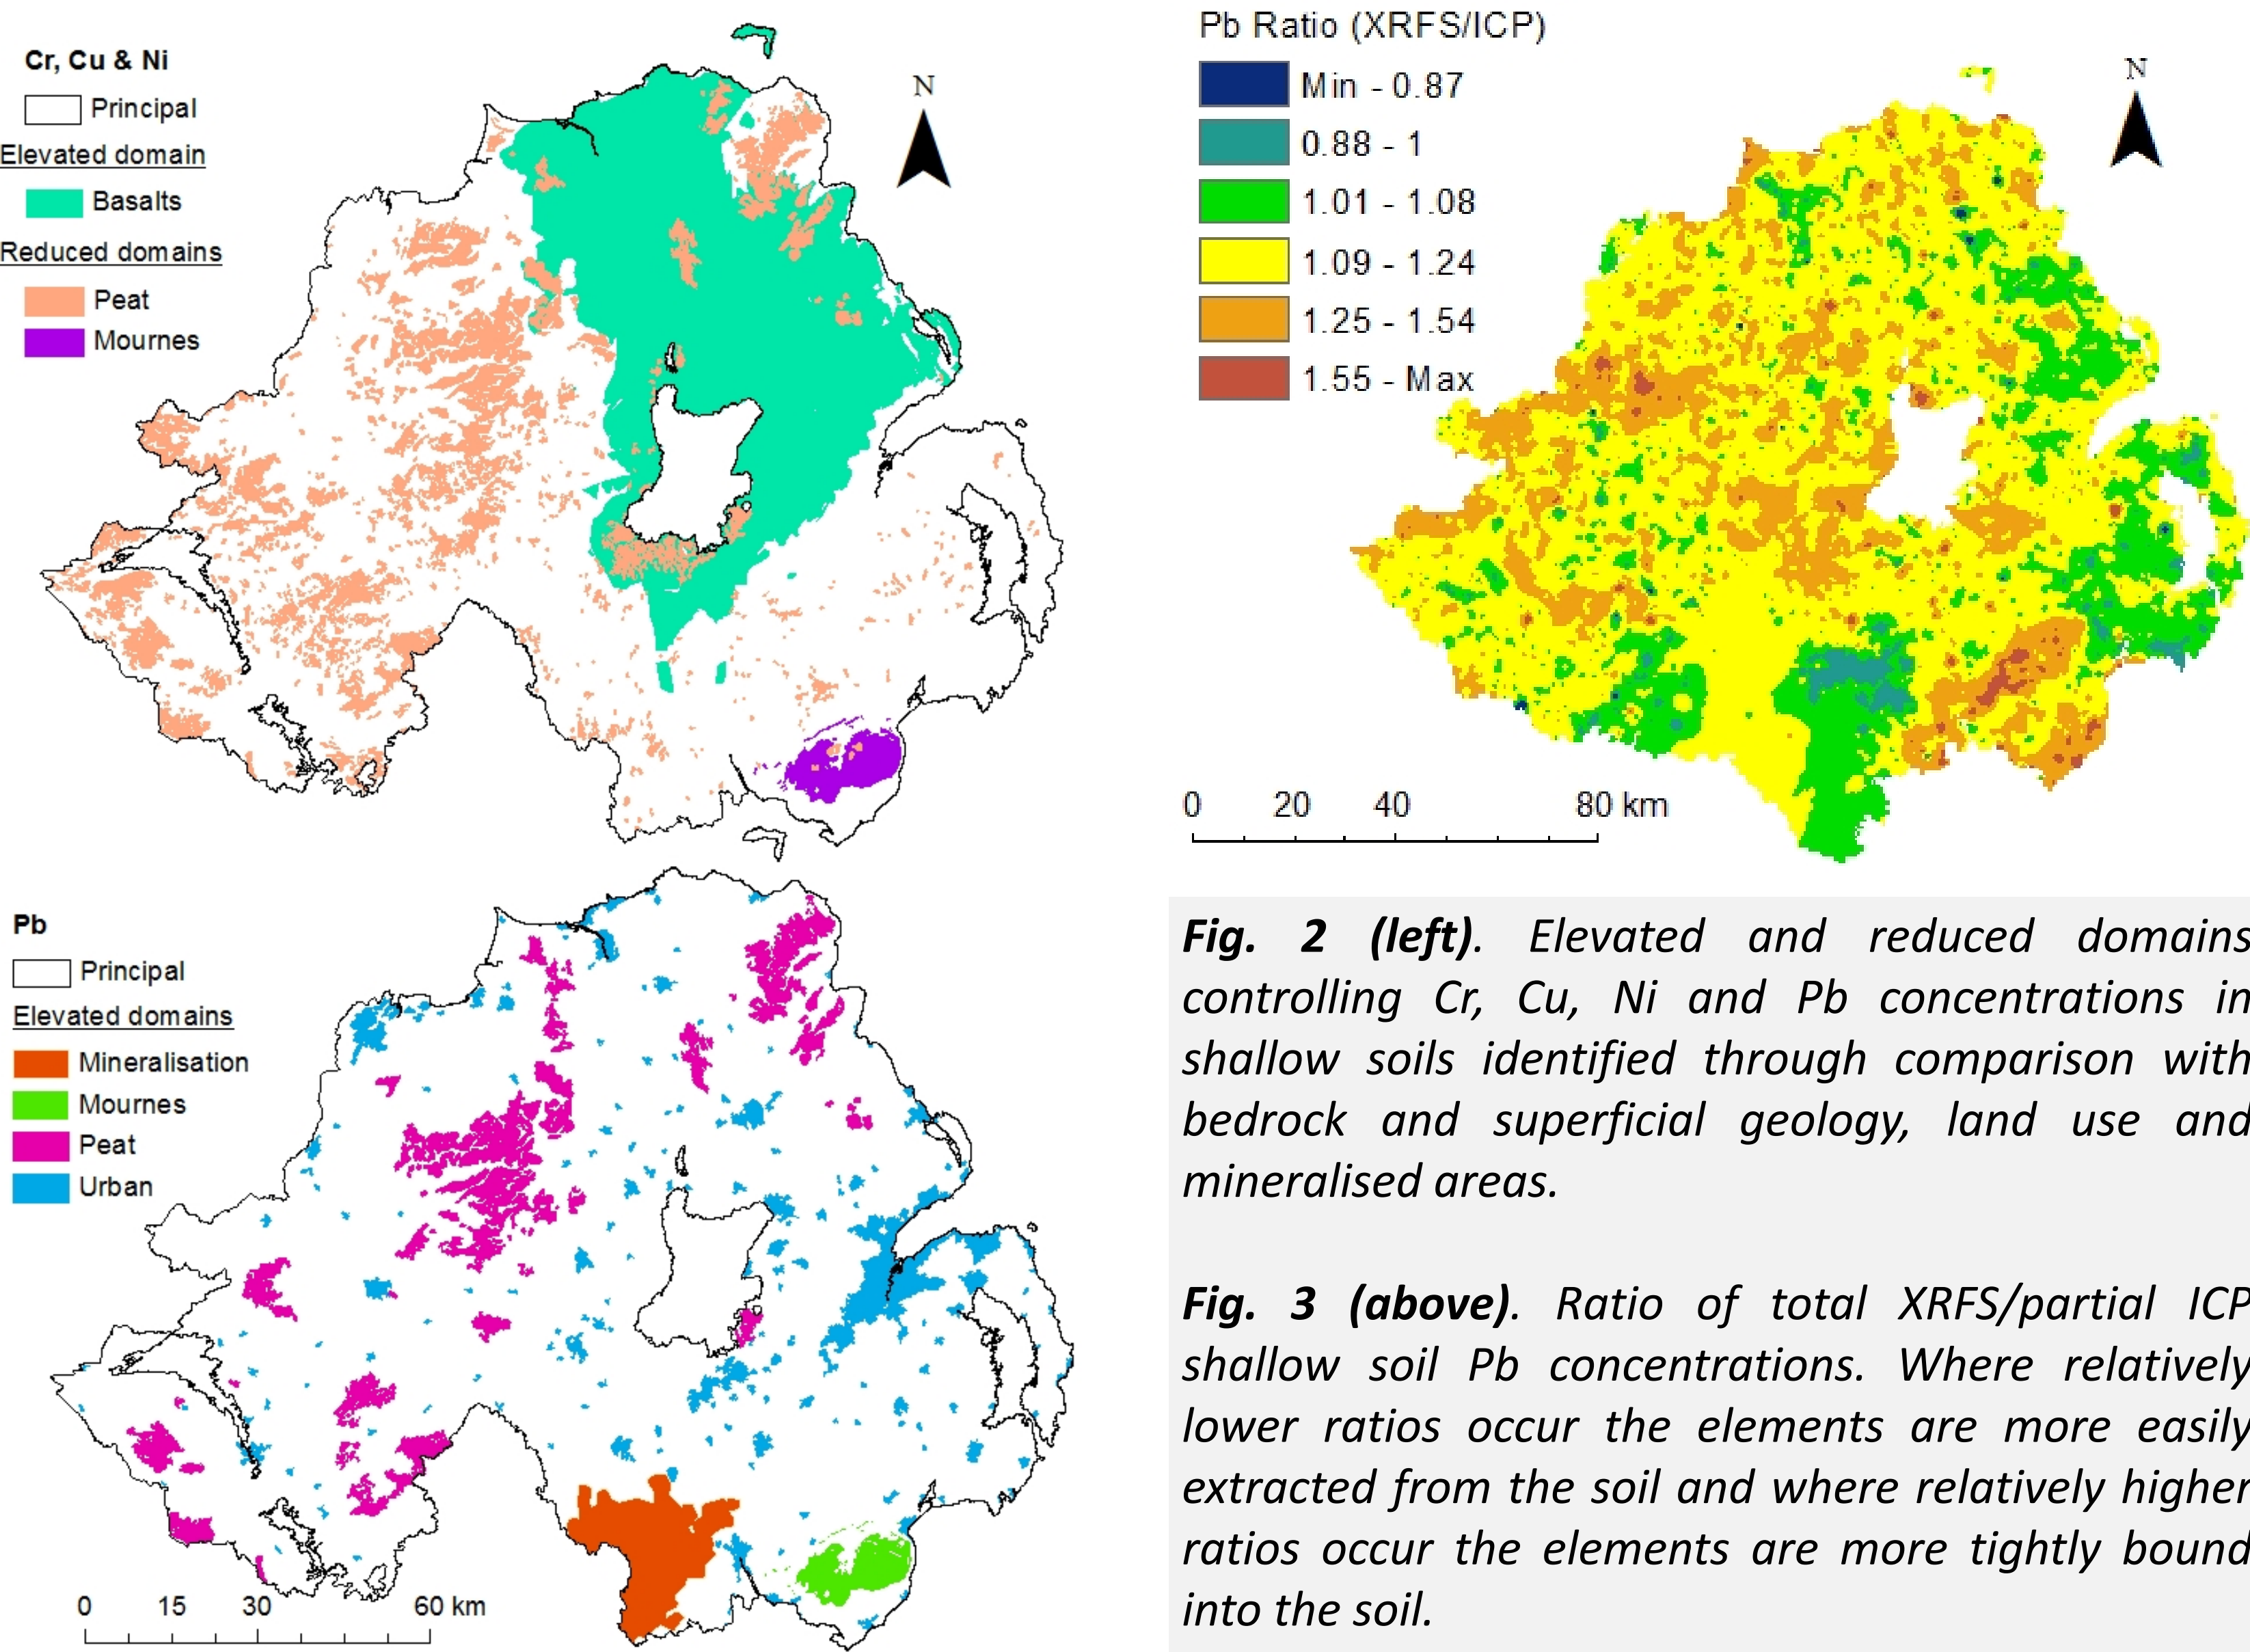 Cr, Cu & Ni
Principal
Elevated domain
Basalts
Reduced domains
Peat
Mournes
N
Pb Ratio (XRFS/ICP)
Min - 0.87
0.88 - 1
1.01 - 1.08
1.09 - 1.24
1.25 - 1.54
1.55 - Max
N
0 20 40 80 km
Pb
Principal
Elevated domains
Mineralisation
Mournes
Peat
Urban
0 15 30 60 km
Fig. 2 (left). Elevated and reduced domains
controlling Cr, Cu, Ni and Pb concentrations in
shallow soils identified through comparison with
bedrock and superficial geology, land use and
mineralised areas.
Fig. 3 (above). Ratio of total XRFS/partial ICP
shallow soil Pb concentrations. Where relatively
lower ratios occur the elements are more easily
extracted from the soil and where relatively higher
ratios occur the elements are more tightly bound
into the soil.